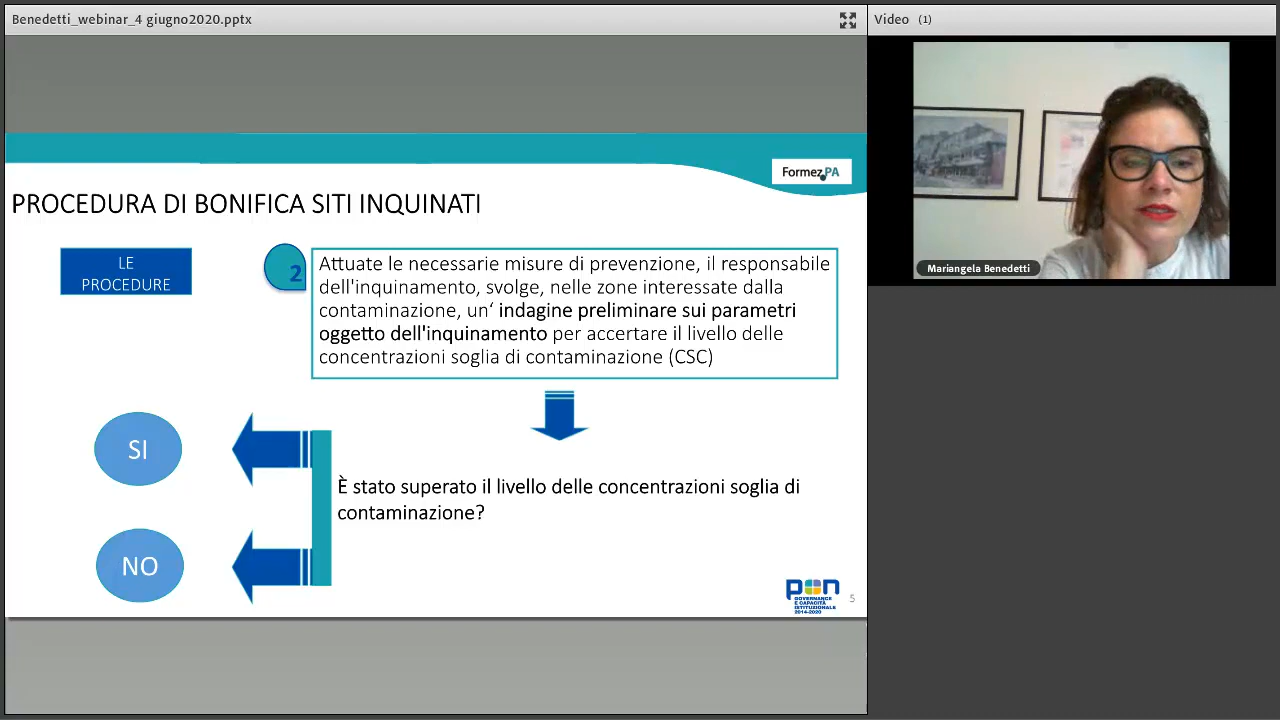 Benedetti_webinar_4 giugno2020.pptx
Video (1)
FormezPA
PROCEDURA DI BONIFICA SITI INQUINATI
LE
PROCEDURE
2
Attuate le necessarie misure di prevenzione, il responsabile
dell'inquinamento, svolge, nelle zone interessate dalla
contaminazione, un‘ indagine preliminare sui parametri
oggetto dell'inquinamento per accertare il livello delle
concentrazioni soglia di contaminazione (CSC)
SI
È stato superato il livello delle concentrazioni soglia di
contaminazione?
NO
pon
GOVERNANCE
E CAPACITÀ
ISTITUZIONALE
2014-2020
5
Mariangela Benedetti